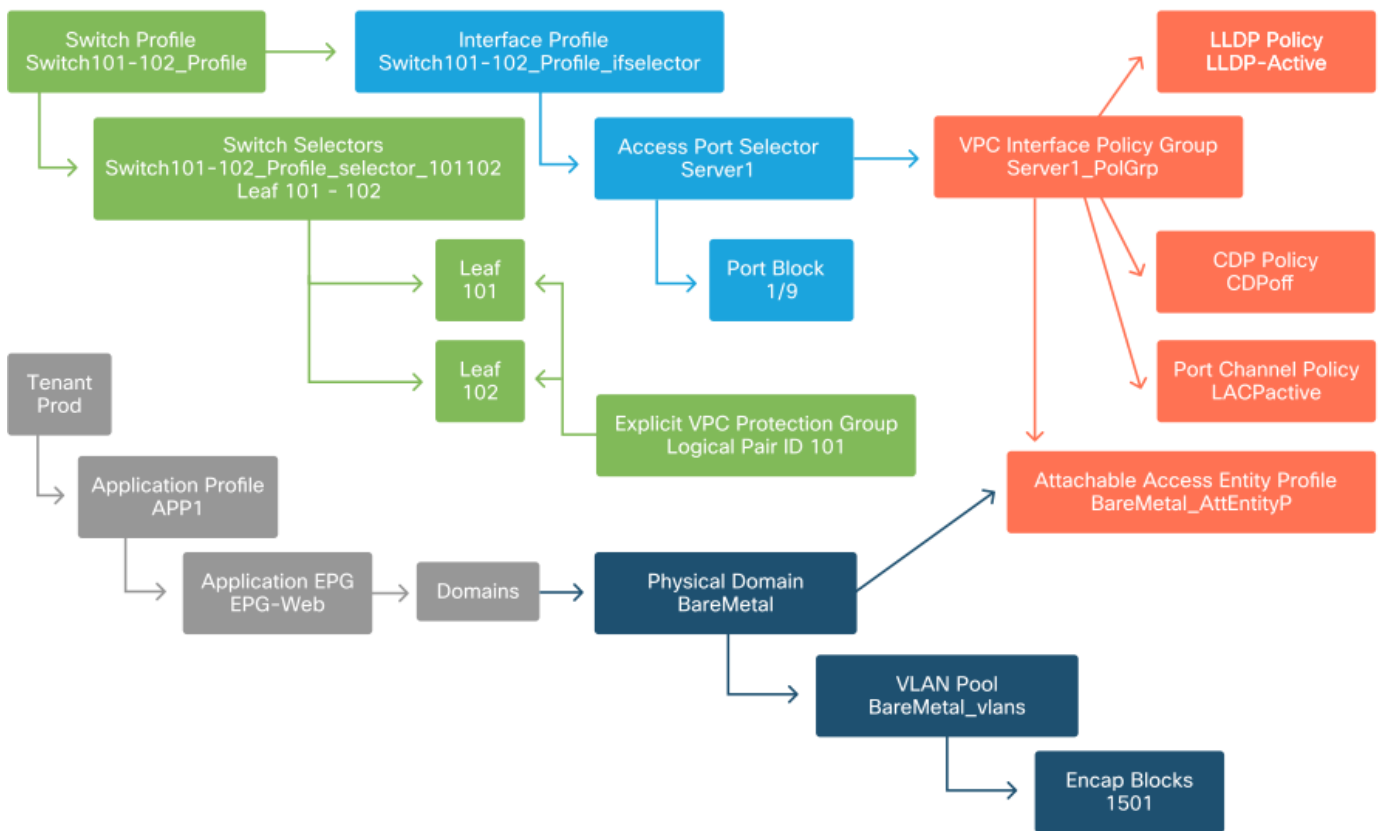 Switch Profile
Switch101-102_Profile
Interface Profile
Switch101-102_Profile_ifselector
LLDP Policy
LLDP-Active
Switch Selectors
Switch101-102_Profile_selector_101102
Leaf 101 - 102
Access Port Selector
Server1
VPC Interface Policy Group
Server1_PolGrp
Leaf
101
Port Block
1/9
CDP Policy
CDPoff
Leaf
102
Port Channel Policy
LACPactive
Tenant
Prod
Explicit VPC Protection Group
Logical Pair ID 101
Application Profile
APP1
Attachable Access Entity Profile
BareMetal_AttEntityP
Application EPG
EPG-Web
Domains
Physical Domain
BareMetal
VLAN Pool
BareMetal_vlans
Encap Blocks
1501